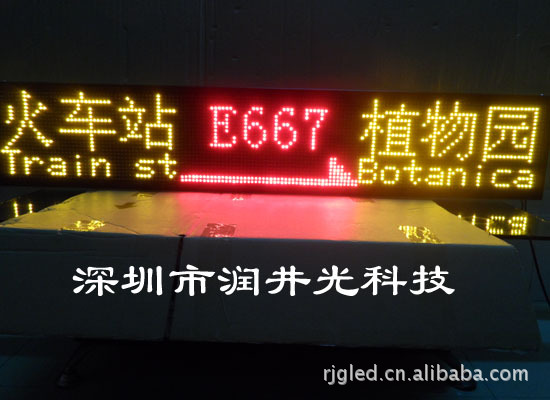 火车站 E667 植物园
Train st Botanica
深圳市润井光科技
rjgled.cn.alibaba.com